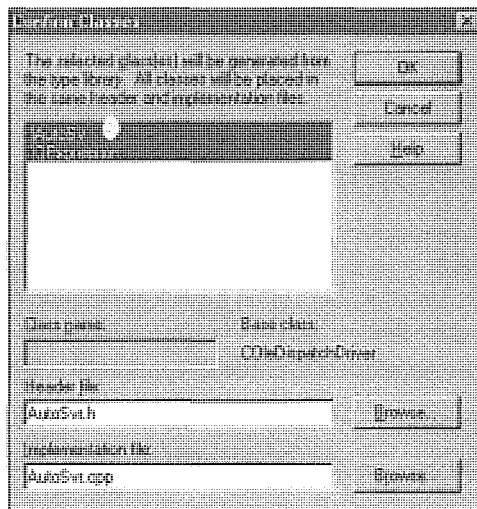 Confirm Classes
The selected class(es) will be generated from
the type library. All classes will be placed in
the same header and implementation files.
OK
Cancel
Help
Class name:
Base class:
COleDispatchDriver
Header file:
AutoSvr.h
Browse...
Implementation file:
AutoSvr.cpp
Browse...